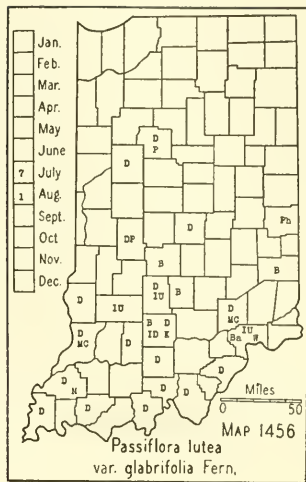 Jan.
Feb.
Mar.
Apr.
May
June
7 July
1 Aug.
Sept.
Oct
Nov.
Dec.
D
P
D
Ph
D
DP
B
B
D
IU
B
D
IU
D
MC
D
MC
D
B D
ID K
IU
Ba W
D
D
D
N
D
D
D
D
D
D
Miles
0 50
MAP 1456
Passiflora lutea
var. glabrifolia Fern.